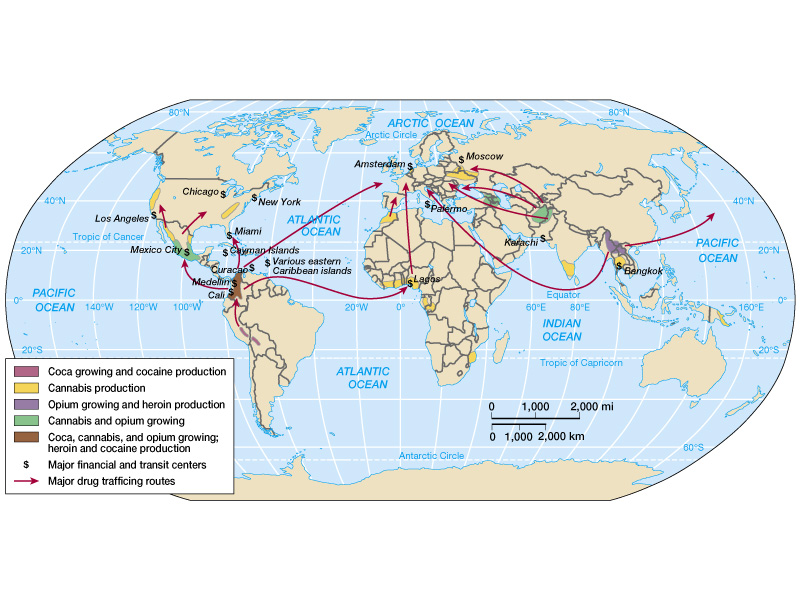 80°N
80°N
ARCTIC OCEAN
Arctic Circle
Moscow
Amsterdam
Chicago
New York
40°N
40°N
Los Angeles
ATLANTIC
OCEAN
Palermo
Miami
Tropic of Cancer
Karachi
PACIFIC
OCEAN
20°N
20°N
Mexico City
Cayman Islands
Various eastern
Caribbean islands
Curacao
Bangkok
Medellin
Lagos
Cali
PACIFIC
OCEAN
0°
140°W
120°W
100°W
20°W
0°
Equator
60°E
80°E
160°E
0°
INDIAN
OCEAN
20°S
20°S
Tropic of Capricorn
ATLANTIC
OCEAN
Coca growing and cocaine production
Cannabis production
Opium growing and heroin production
Cannabis and opium growing
Coca, cannabis, and opium growing;
heroin and cocaine production
$ Major financial and transit centers
Major drug trafficing routes
0 1,000 2,000 mi
0 1,000 2,000 km
60°S
Antarctic Circle